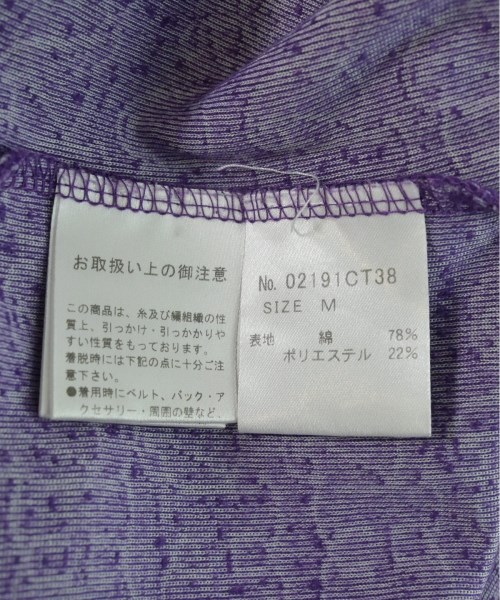 お取扱い上の御注意
この商品は、糸及び編組織の性
質上、引っかけ・引っかかりや
すい性質をもっております。
着脱時には下記の点に十分ご注
意下さい。
●着用時にベルト、バック・ア
クセサリー・周囲の壁など、
No. 02191CT38
SIZE M
表地 綿 78%
ポリエステル 22%